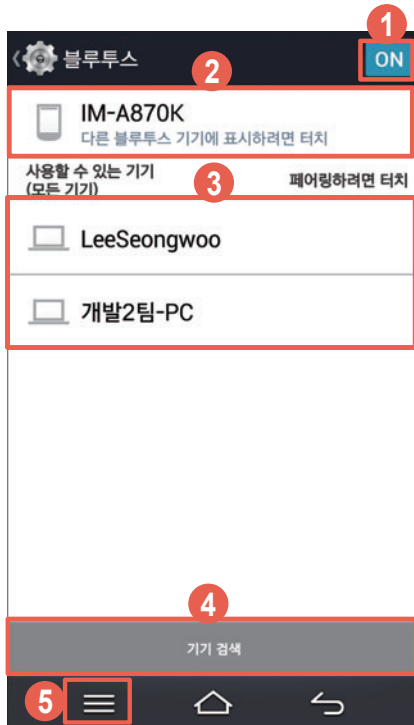 1
블루투스
ON
2
IM-A870K
다른 블루투스 기기에 표시하려면 터치
사용할 수 있는 기기
(모든 기기)
3
페어링하려면 터치
LeeSeongwoo
개발2팀-PC
4
기기 검색
5